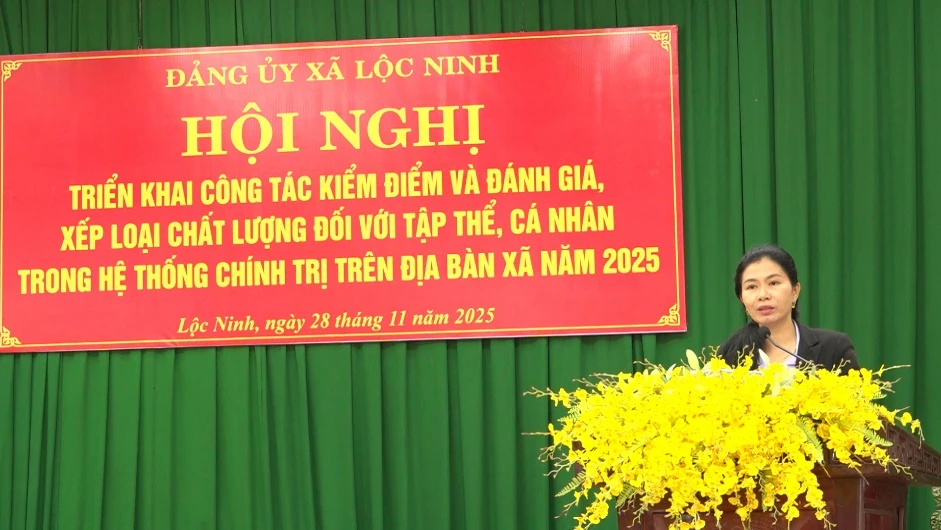 ĐẢNG ỦY XÃ LỘC NINH
HỘI NGHỊ
TRIỂN KHAI CÔNG TÁC KIỂM ĐIỂM VÀ ĐÁNH GIÁ,
XẾP LOẠI CHẤT LƯỢNG ĐỐI VỚI TẬP THỂ, CÁ NHÂN
TRONG HỆ THỐNG CHÍNH TRỊ TRÊN ĐỊA BÀN XÃ NĂM 2025
Lộc Ninh, ngày 28 tháng 11 năm 2025